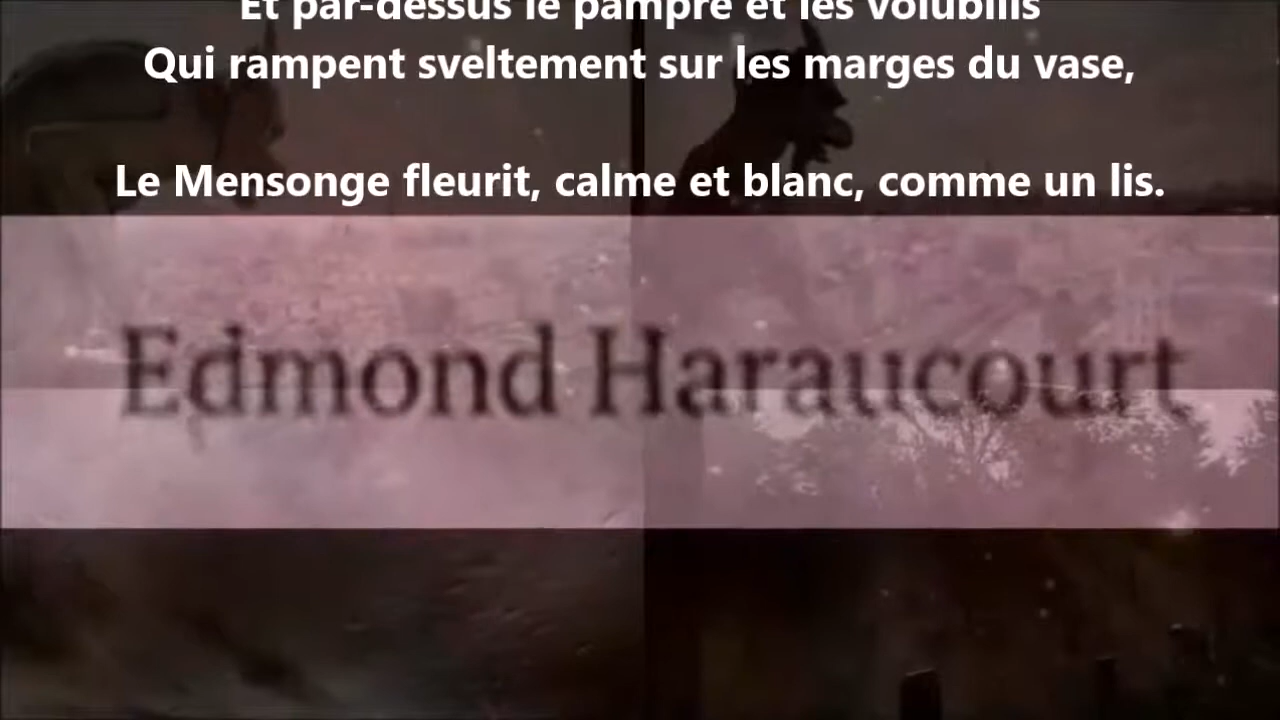 Et par-dessus le pampre et les volubilis
Qui rampent sveltement sur les marges du vase,
Le Mensonge fleurit, calme et blanc, comme un lis.
Edmond Haraucourt